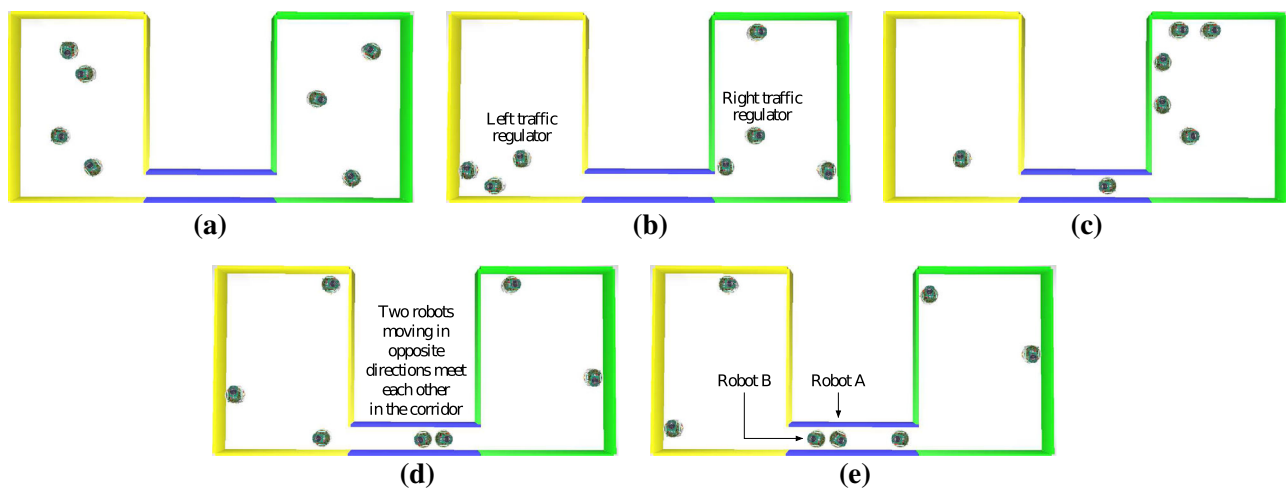 Left traffic
regulator
Right traffic
regulator
(a)
(b)
(c)
Two robots
moving in
opposite
directions meet
each other
in the corridor
Robot B
Robot A
(d)
(e)